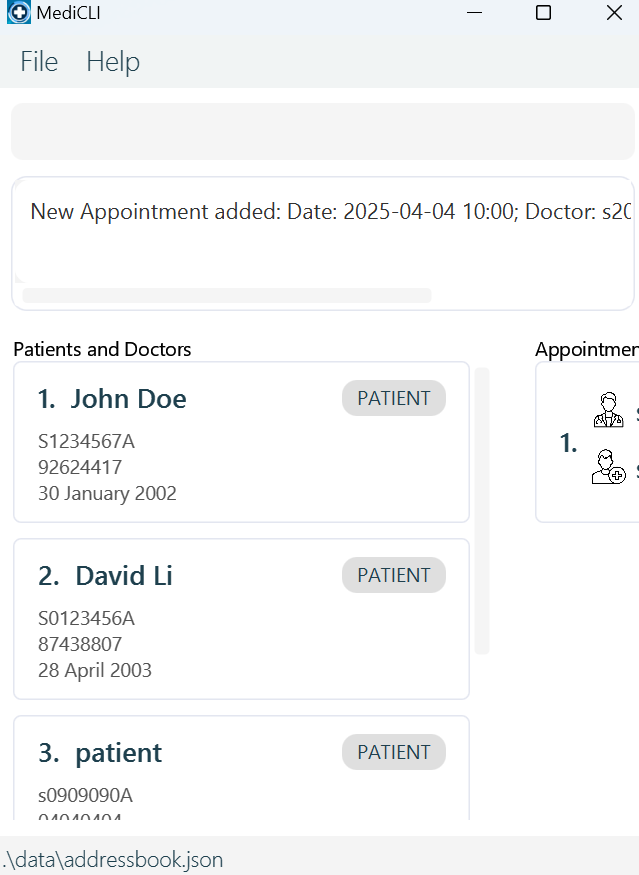 MediCLI
File Help
New Appointment added: Date: 2025-04-04 10:00; Doctor: s20
Patients and Doctors
1. John Doe PATIENT
S1234567A
92624417
30 January 2002
2. David Li PATIENT
S0123456A
87438807
28 April 2003
3. patient PATIENT
s0909090A
Appointmen
1.
.\data\addressbook.json